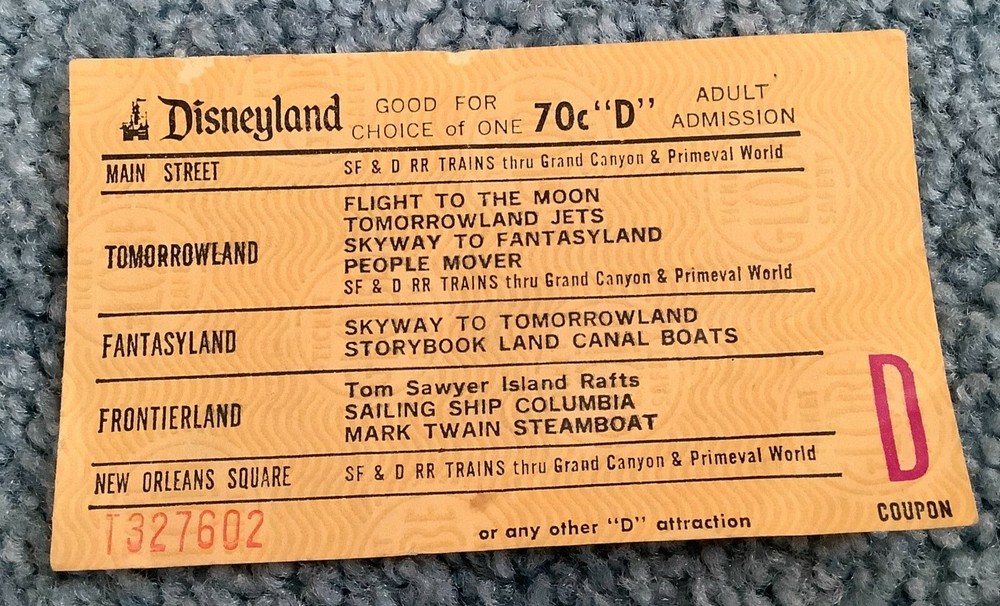 Disneyland GOOD FOR CHOICE of ONE 70c "D" ADULT ADMISSION
MAIN STREET SF & D RR TRAINS thru Grand Canyon & Primeval World
TOMORROWLAND
FLIGHT TO THE MOON
TOMORROWLAND JETS
SKYWAY TO FANTASYLAND
PEOPLE MOVER
SF & D RR TRAINS thru Grand Canyon & Primeval World
FANTASYLAND
SKYWAY TO TOMORROWLAND
STORYBOOK LAND CANAL BOATS
FRONTIERLAND
Tom Sawyer Island Rafts
SAILING SHIP COLUMBIA
MARK TWAIN STEAMBOAT
NEW ORLEANS SQUARE SF & D RR TRAINS thru Grand Canyon & Primeval World
T327602
or any other "D" attraction
D
COUPON